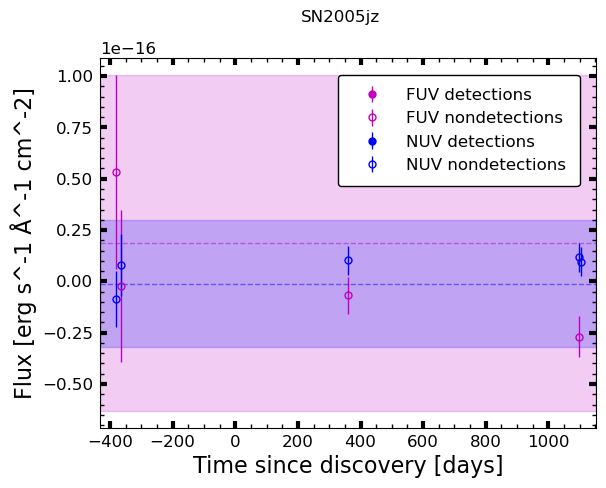 SN2005jz
1e−16
1.00
0.75
0.50
0.25
0.00
−0.25
−0.50
Flux [erg s^-1 Å^-1 cm^-2]
FUV detections
FUV nondetections
NUV detections
NUV nondetections
−400 −200 0 200 400 600 800 1000
Time since discovery [days]